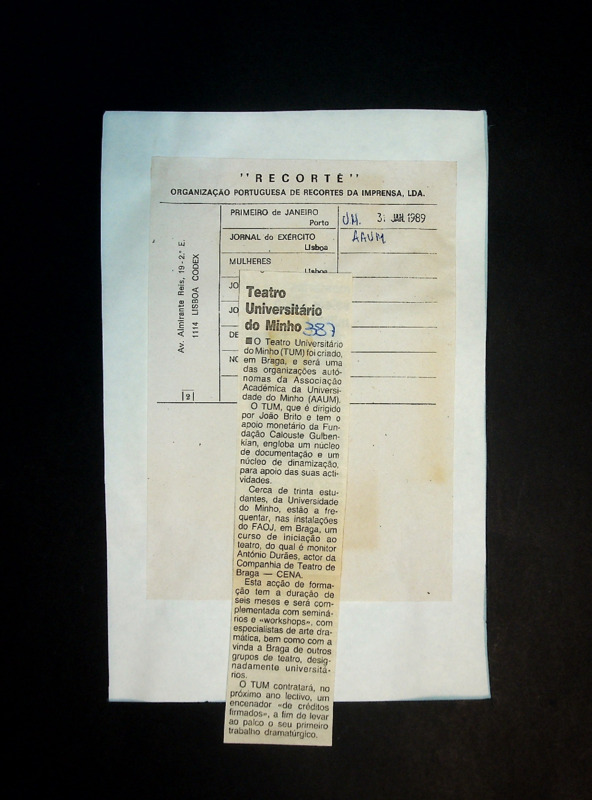 "RECORTE"
ORGANIZAÇÃO PORTUGUESA DE RECORTES DA IMPRENSA, LDA.
Av. Almirante Reis, 19 - 2.º E.
1114 LISBOA CODEX
2
PRIMEIRO de JANEIRO
Porto
UM. 3. JAN. 1989
JORNAL do EXÉRCITO
Lisboa
AAUM
MULHERES
Lisboa
JO
JO
DE
NO
Teatro
Universitário
do Minho 387
O Teatro Universitário
do Minho (TUM) foi criado,
em Braga, e será uma
das organizações autó-
nomas da Associação
Académica da Universi-
dade do Minho (AAUM).
O TUM, que é dirigido
por João Brito e tem o
apoio monetário da Fun-
dação Calouste Gulben-
kian, engloba um núcleo
de documentação e um
núcleo de dinamização,
para apoio das suas acti-
vidades.
Cerca de trinta estu-
dantes, da Universidade
do Minho, estão a fre-
quentar, nas instalações
do FAOJ, em Braga, um
curso de iniciação ao
teatro, do qual é monitor
António Durães, actor da
Companhia de Teatro de
Braga — CENA.
Esta acção de forma-
ção tem a duração de
seis meses e será com-
plementada com seminá-
rios e «workshops», com
especialistas de arte dra-
mática, bem como com a
vinda a Braga de outros
grupos de teatro, desig-
nadamente universitá-
rios.
O TUM contratará, no
próximo ano lectivo, um
encenador «de créditos
firmados», a fim de levar
ao palco o seu primeiro
trabalho dramatúrgico.